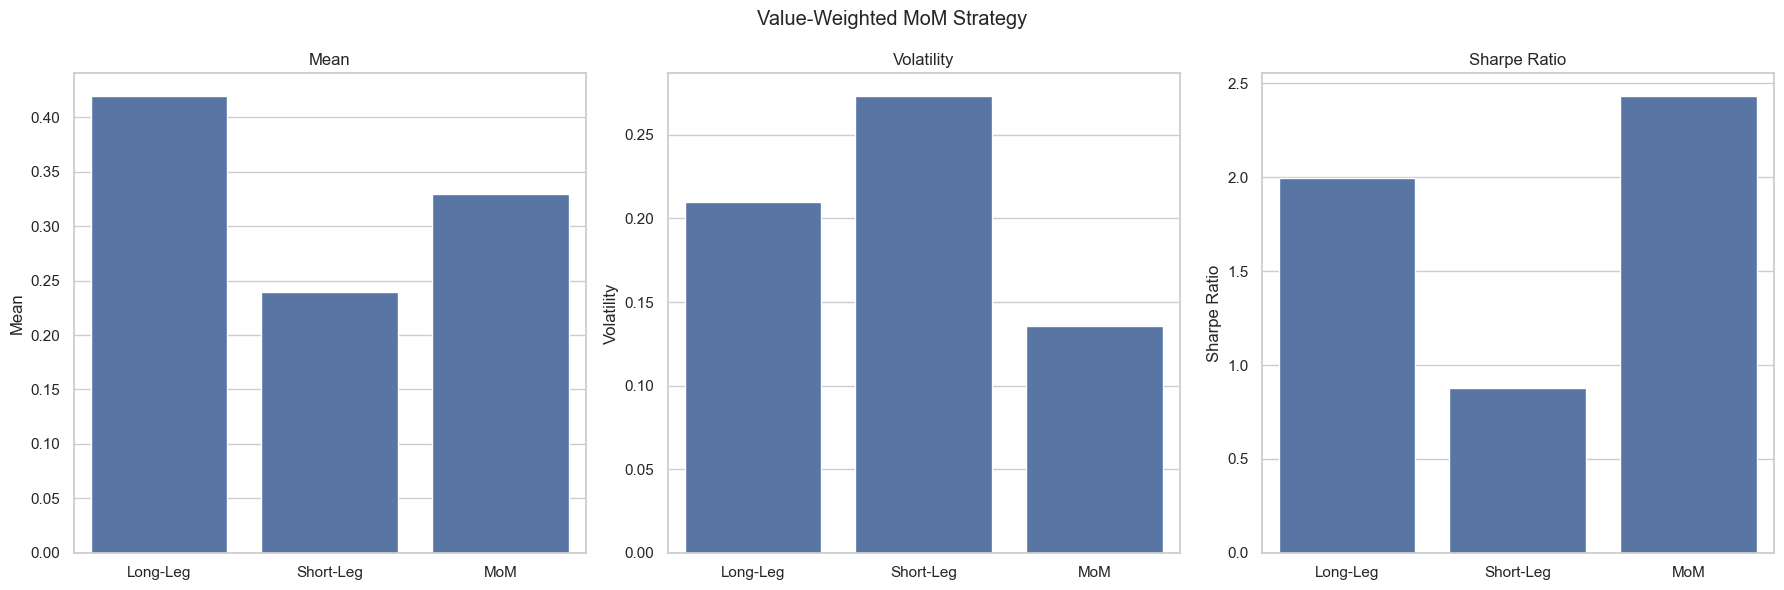 Value-Weighted MoM Strategy
Mean
Mean
0.40
0.35
0.30
0.25
0.20
0.15
0.10
0.05
0.00
Long-Leg Short-Leg MoM
Volatility
Volatility
0.25
0.20
0.15
0.10
0.05
0.00
Long-Leg Short-Leg MoM
Sharpe Ratio
Sharpe Ratio
2.5
2.0
1.5
1.0
0.5
0.0
Long-Leg Short-Leg MoM